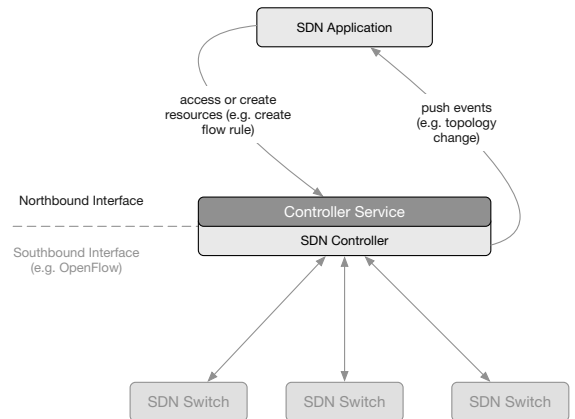 SDN Application
access or create
resources (e.g. create
flow rule)
push events
(e.g. topology
change)
Northbound Interface
Controller Service
SDN Controller
Southbound Interface
(e.g. OpenFlow)
SDN Switch
SDN Switch
SDN Switch